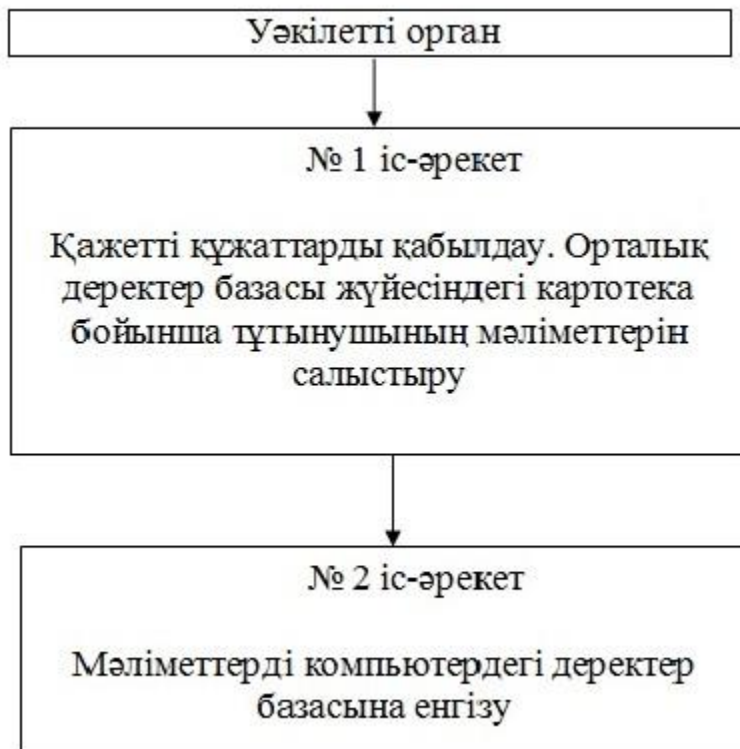 Уәкілетті орган
№ 1 іс-әрекет
Қажетті құжаттарды қабылдау. Орталық
деректер базасы жүйесіндегі картотека
бойынша тұтынушының мәліметтерін
салыстыру
№ 2 іс-әрекет
Мәліметтерді компьютердегі деректер
базасына енгізу